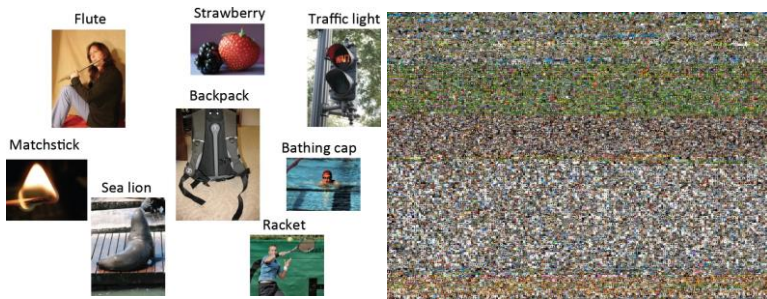 Flute
Strawberry
Traffic light
Backpack
Matchstick
Bathing cap
Sea lion
Racket